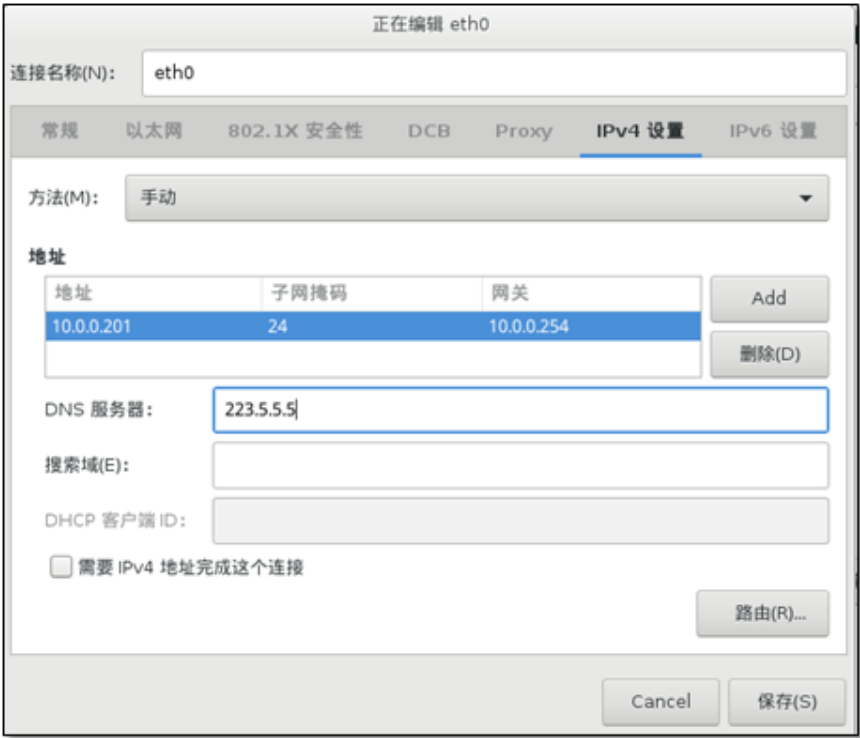 正在编辑 eth0
连接名称(N): eth0
常规 以太网 802.1X 安全性 DCB Proxy IPv4 设置 IPv6 设置
方法(M): 手动
地址
地址 子网掩码 网关
Add
10.0.0.201 24 10.0.0.254
删除(D)
DNS 服务器: 223.5.5.5
搜索域(E):
DHCP 客户端 ID:
需要 IPv4 地址完成这个连接
路由(R)...
Cancel 保存(S)